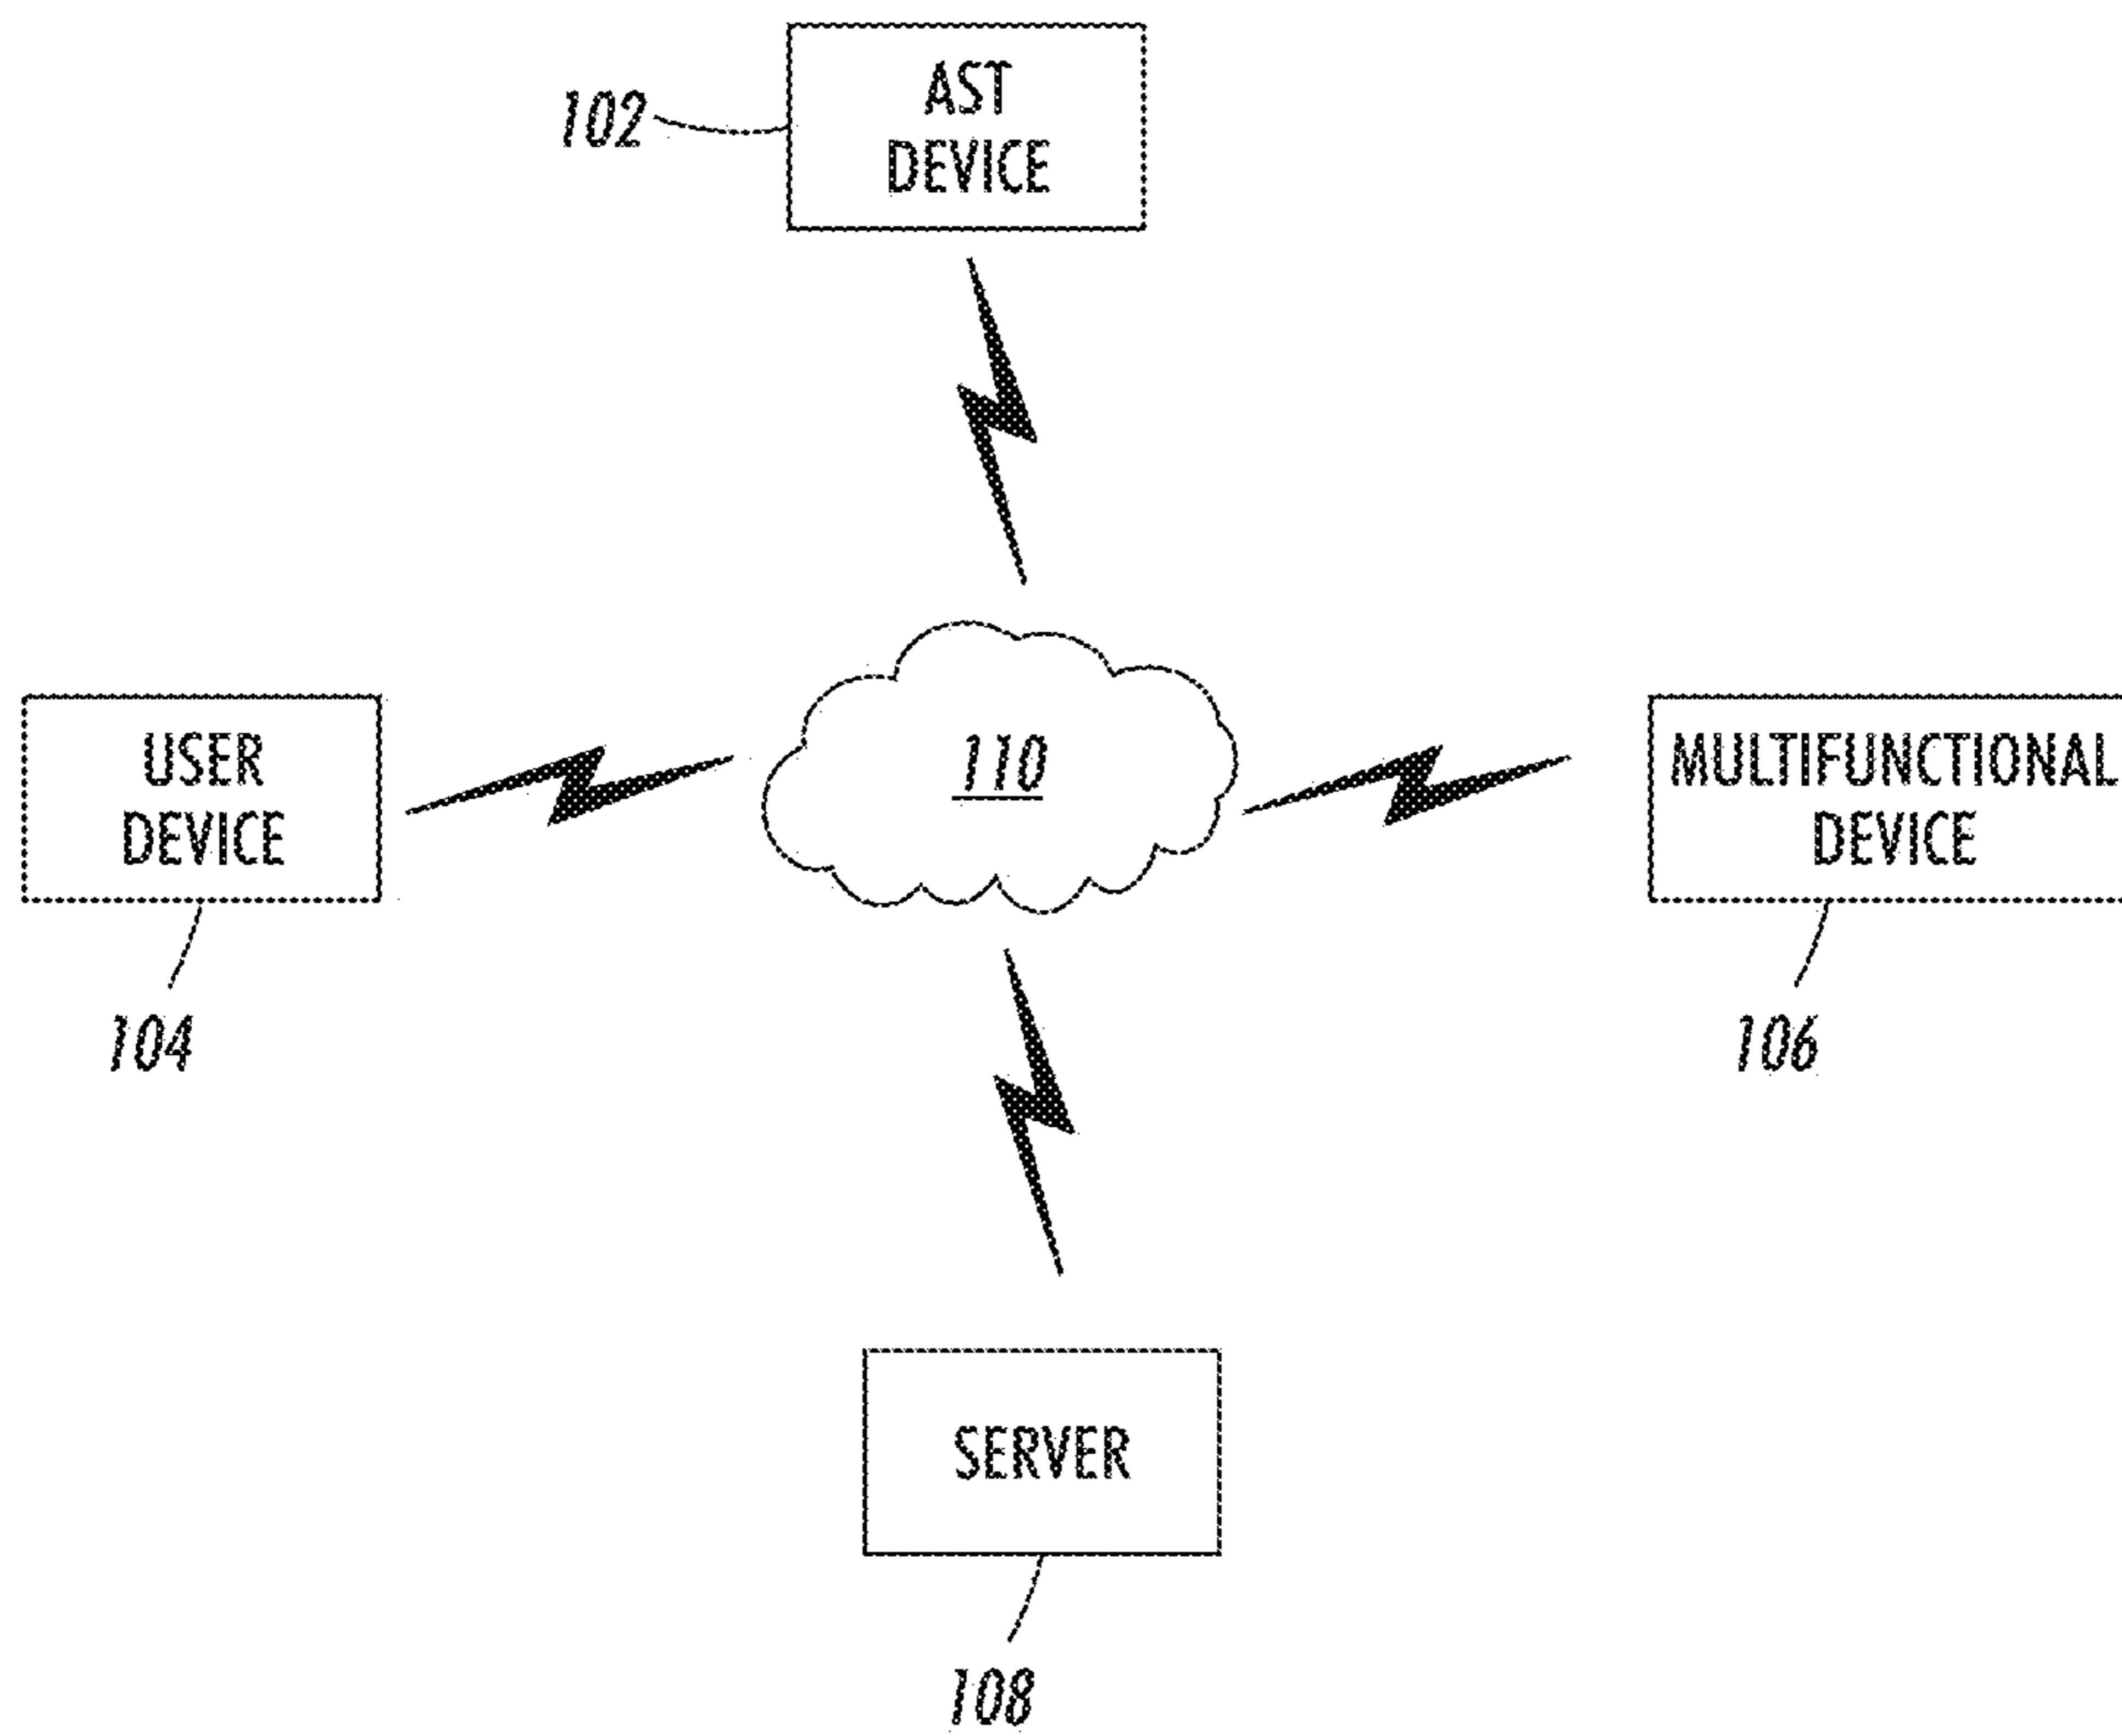 AST
DEVICE
102
USER
DEVICE
110
MULTIFUNCTIONAL
DEVICE
104
106
SERVER
108